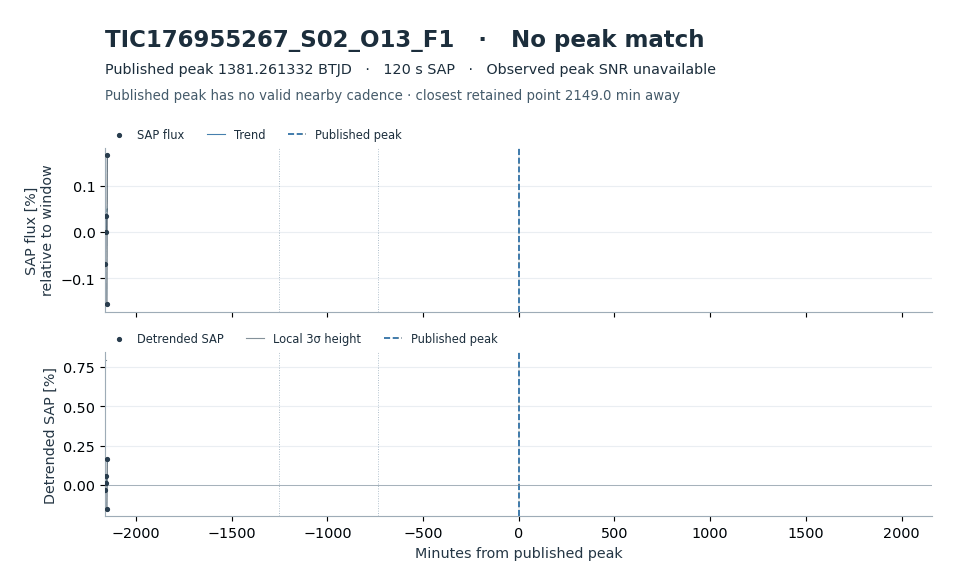 TIC176955267_S02_O13_F1 · No peak match
Published peak 1381.261332 BTJD · 120 s SAP · Observed peak SNR unavailable
Published peak has no valid nearby cadence · closest retained point 2149.0 min away
SAP flux Trend Published peak
SAP flux [%]
relative to window
0.1
0.0
−0.1
Detrended SAP Local 3σ height Published peak
Detrended SAP [%]
0.75
0.50
0.25
0.00
−2000 −1500 −1000 −500 0 500 1000 1500 2000
Minutes from published peak